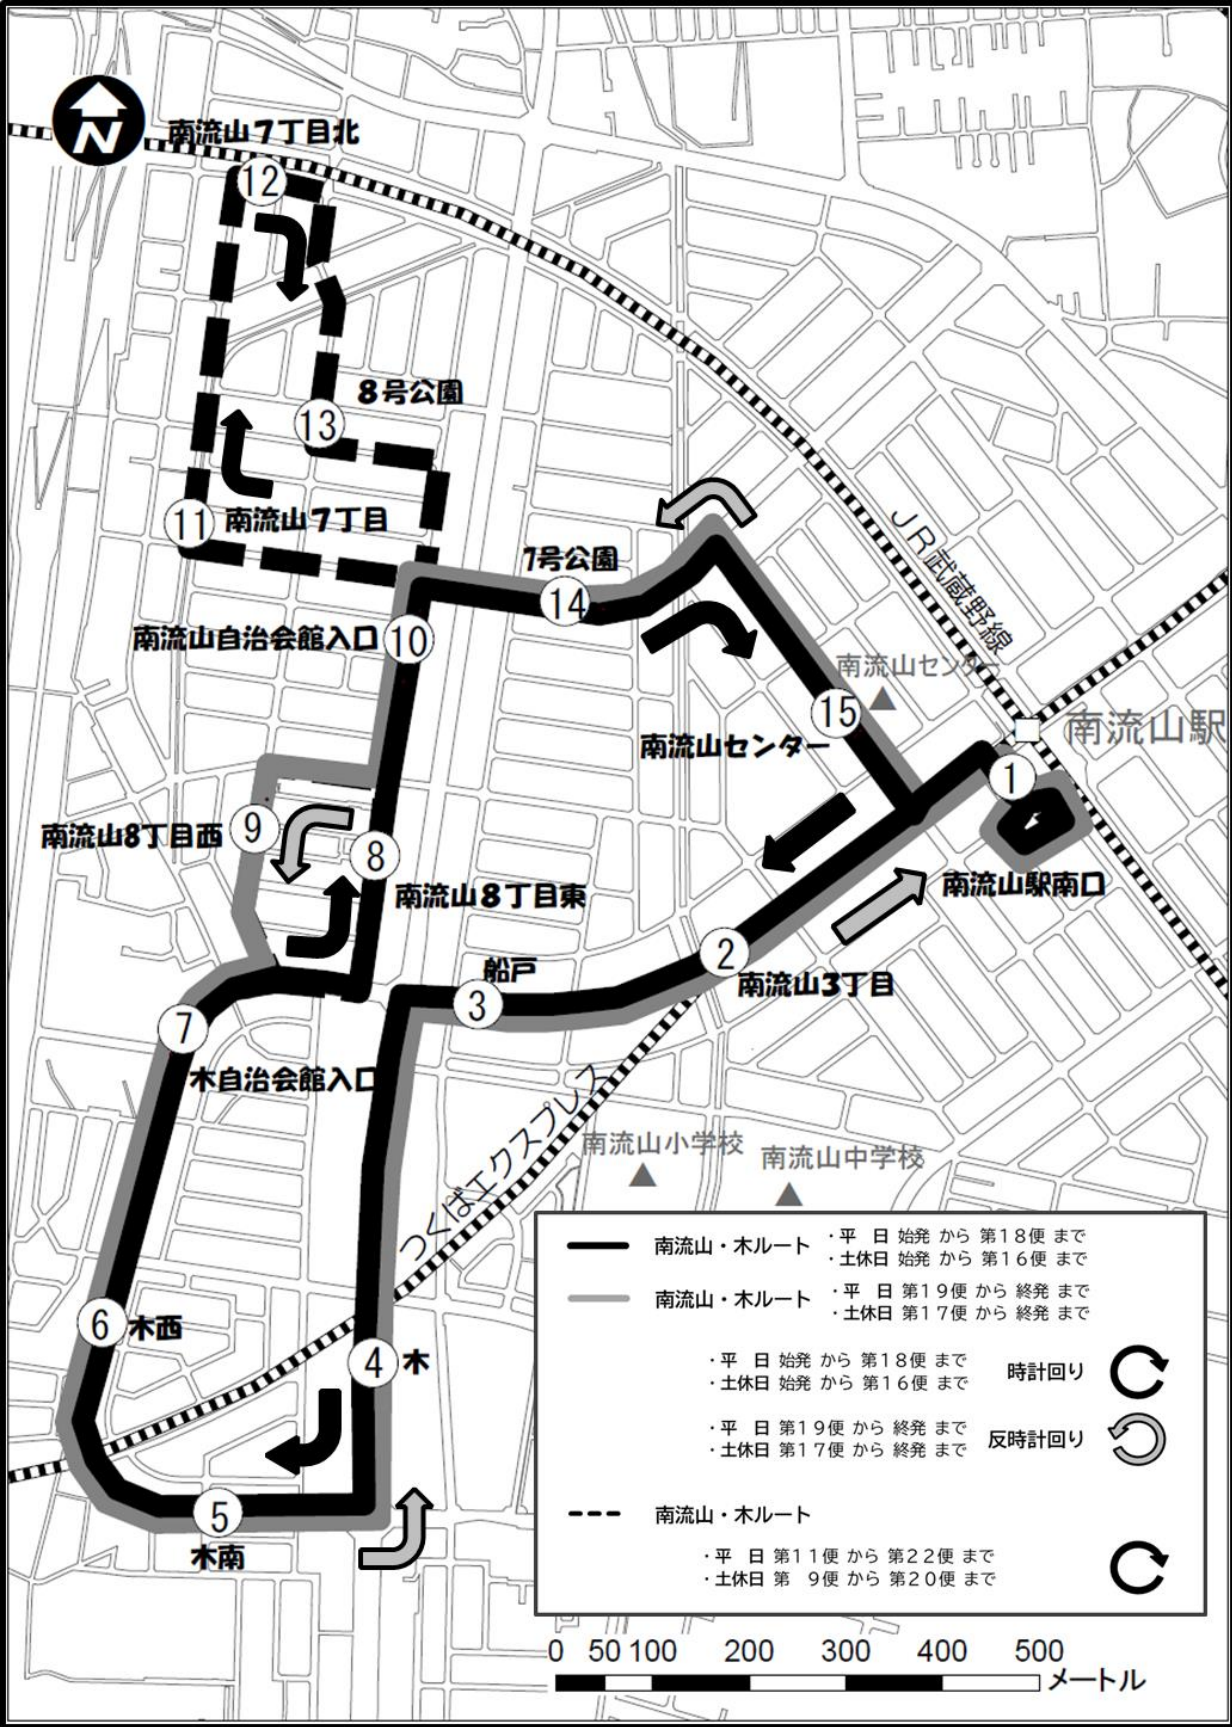 N
南流山７丁目北
12
８号公園
13
11
南流山７丁目
7号公園
14
JR武蔵野線
南流山自治会館入口
10
南流山センター
15
南流山センター
南流山駅
1
南流山8丁目西
9
8
南流山８丁目東
南流山駅南口
2
南流山3丁目
船戸
3
7
木自治会館入口
つくばエクスプレス
南流山小学校
南流山中学校
6
木西
4
木
5
木南
南流山・木ルート
・平　日 始発 から 第１８便 まで
・土休日 始発 から 第１６便 まで
南流山・木ルート
・平　日 第１９便 から 終発 まで
・土休日 第１７便 から 終発 まで
・平　日 始発 から 第１８便 まで
・土休日 始発 から 第１６便 まで
時計回り
・平　日 第１９便 から 終発 まで
・土休日 第１７便 から 終発 まで
反時計回り
南流山・木ルート
・平　日 第１１便 から 第２２便 まで
・土休日 第　９便 から 第２０便 まで
0 50 100 200 300 400 500
メートル